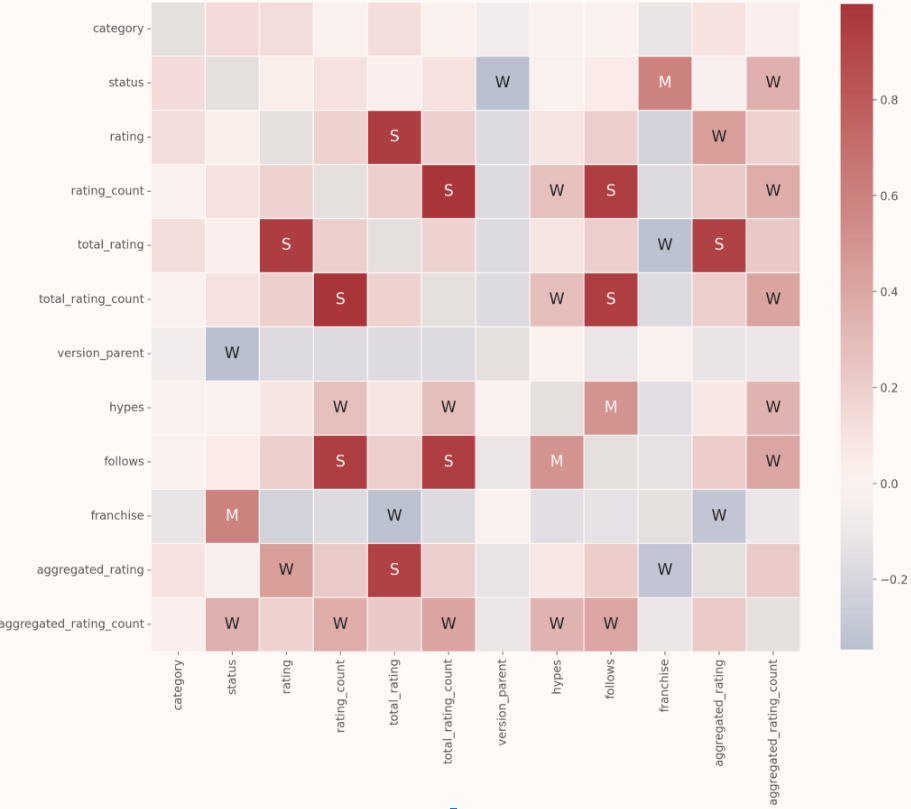 category
status W M W
rating S W
rating_count S W S W
total_rating S W S
total_rating_count S W S W
version_parent W
hypes W W M W
follows S S M W
franchise M W W
aggregated_rating W S W
aggregated_rating_count W W W W W
category status rating rating_count total_rating total_rating_count version_parent hypes follows franchise aggregated_rating aggregated_rating_count
0.8
0.6
0.4
0.2
0.0
−0.2